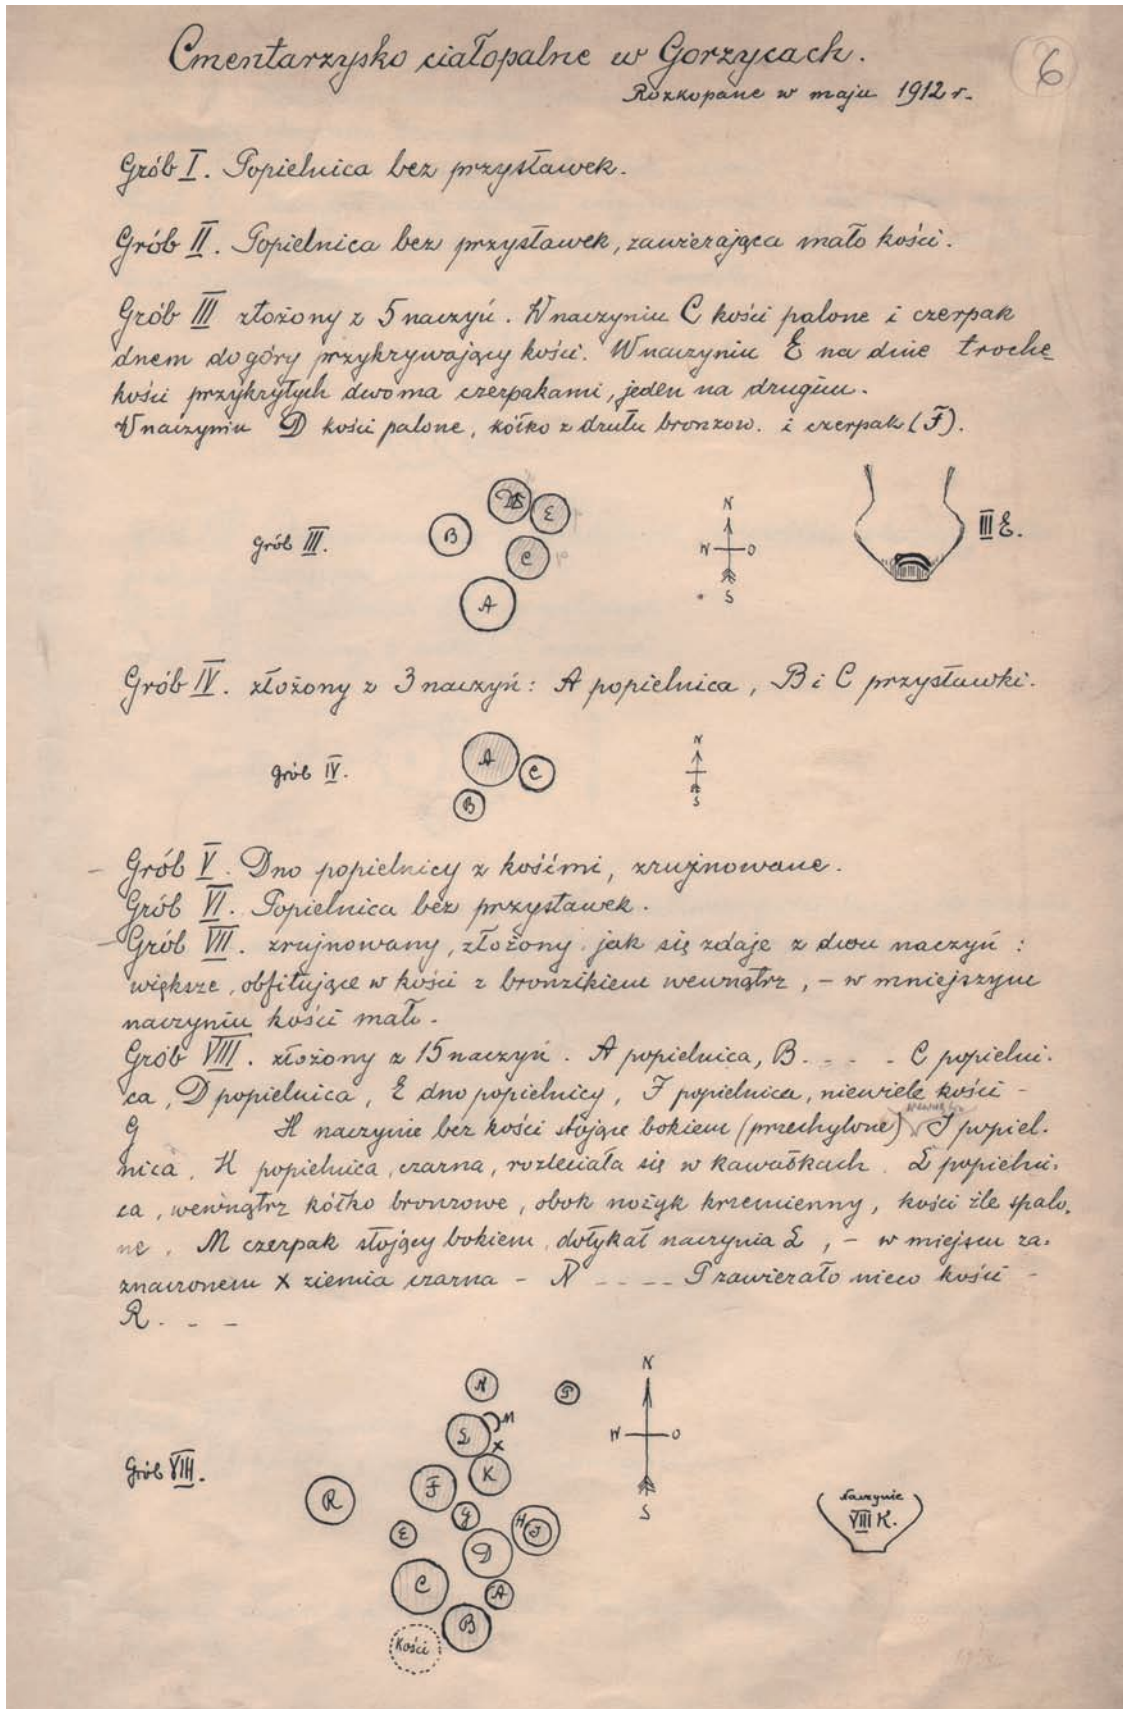 Cmentarzysko ciałopalne w Gorzycach.
6
Rozkopane w maju 1912 r.
Grób I. Popielnica bez przystawek.
Grób II. Popielnica bez przystawek, zawierająca mało kości.
Grób III złożony z 5 naczyń. W naczyniu C kości palone i czerpak
dnem do góry przykrywający kości. W naczyniu E na dnie trochę
kości przykrytych dwoma czerpakami, jeden na drugim.
W naczyniu D kości palone, kółko z drutu bronzow. i czerpak (F).
Grób III.
B
E
C
A
N
W O
S
III E.
Grób IV. złożony z 3 naczyń: A popielnica, B i C przystawki.
Grób IV.
A
C
B
N
S
- Grób V. Dno popielnicy z kośćmi, zrujnowane.
Grób VI. Popielnica bez przystawek.
- Grób VII. zrujnowany, złożony jak się zdaje z dwu naczyń:
większe, obfitujące w kości z bronzikiem wewnątrz, - w mniejszym
naczyniu kości mało.
Grób VIII. złożony z 15 naczyń. A popielnica, B. - - - C popielni-
ca, D popielnica, E dno popielnicy, F popielnica, niewiele kości -
G H naczynie bez kości stojące bokiem (przechylone) J popiel-
nica, K popielnica, czarna, rozleciała się w kawałkach. L popielni-
ca, wewnątrz kółko bronzowe, obok nożyk krzemienny, kości źle spalo-
ne. M czerpak stojący bokiem, dotykał naczynia L, - w miejscu za-
znaczonem x ziemia czarna - N - - - - P zawierało nieco kości -
R. - -
Grób VIII.
N
P
M
L
x
K
F
R
G
H
J
E
D
C
A
B
Kości
N
W O
S
Naczynie
VIII K.